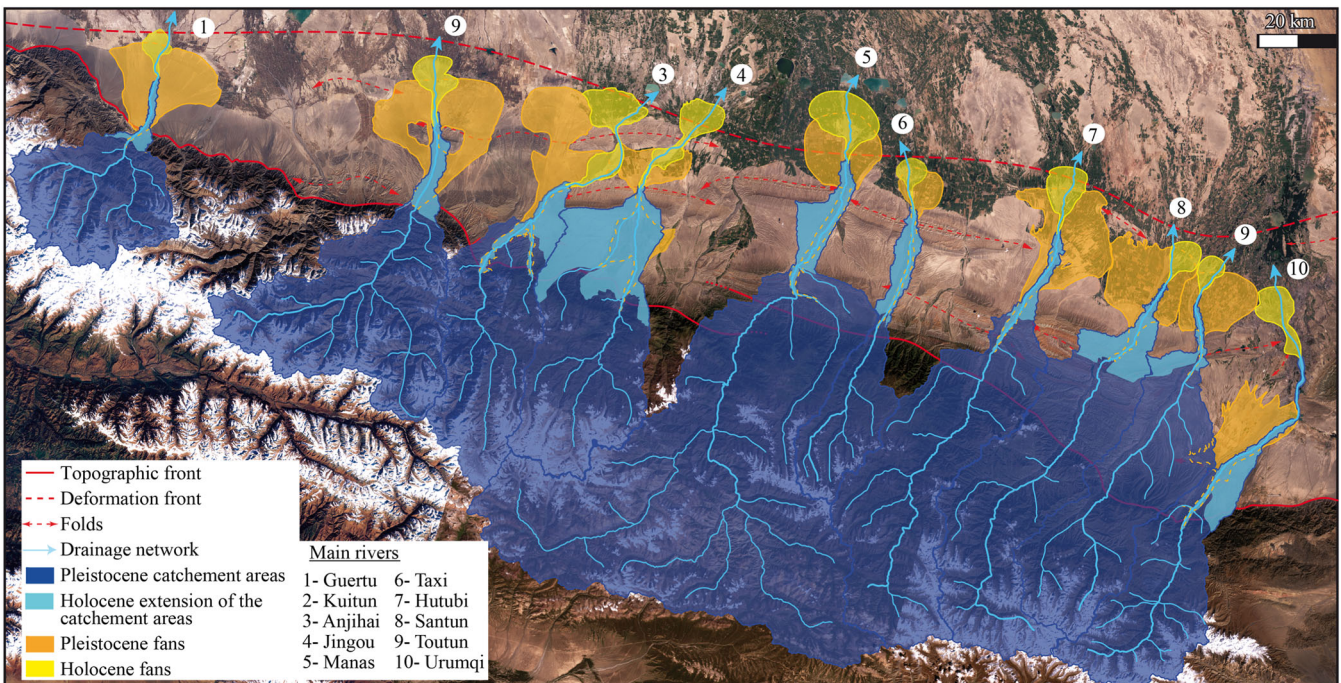 20 km
1
9
3
4
5
6
7
8
9
10
Topographic front
Deformation front
Folds
Drainage network
Pleistocene catchement areas
Holocene extension of the
catchement areas
Pleistocene fans
Holocene fans
Main rivers
1- Guertu 6- Taxi
2- Kuitun 7- Hutubi
3- Anjihai 8- Santun
4- Jingou 9- Toutun
5- Manas 10- Urumqi